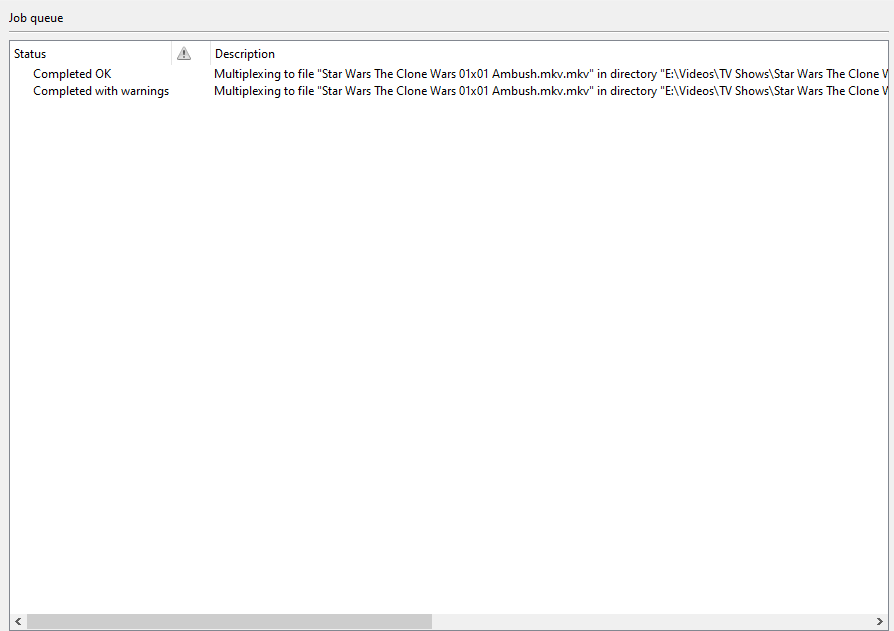 Job queue
Status Description
Completed OK Multiplexing to file "Star Wars The Clone Wars 01x01 Ambush.mkv.mkv" in directory "E:\Videos\TV Shows\Star Wars The Clone
Completed with warnings Multiplexing to file "Star Wars The Clone Wars 01x01 Ambush.mkv.mkv" in directory "E:\Videos\TV Shows\Star Wars The Clone